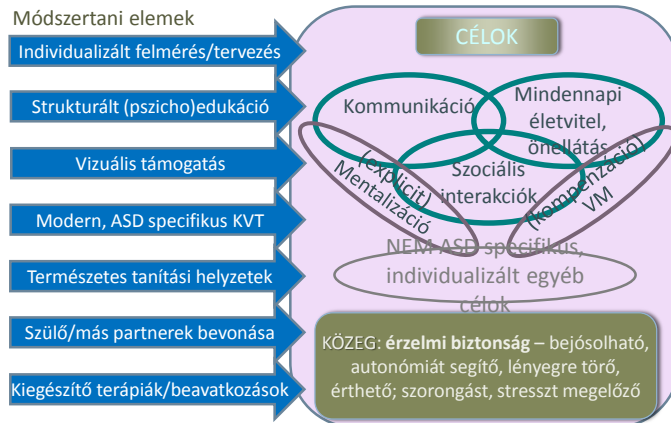 Módszertani elemek
Individualizált felmérés/tervezés
Strukturált (pszicho)edukáció
Vizuális támogatás
Modern, ASD specifikus KVT
Természetes tanítási helyzetek
Szülő/más partnerek bevonása
Kiegészítő terápiák/beavatkozások
CÉLOK
Kommunikáció
Mindennapi
életvitel,
önellátás
Szociális
interakciók
(explicit)
Mentalizáció
(kompenzáció)
VM
NEM ASD specifikus,
individualizált egyéb
célok
KÖZEG: érzelmi biztonság – bejósolható,
autonómiát segítő, lényegre törő,
érthető; szorongást, stresszt megelőző